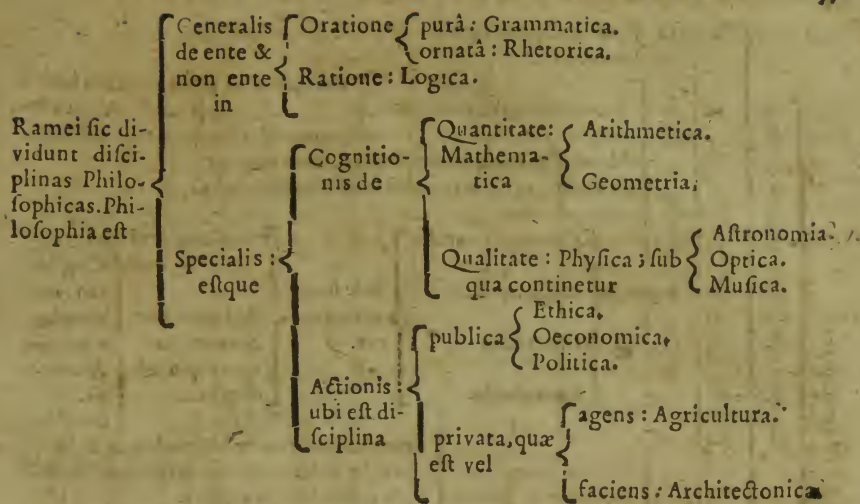 Generalis
de ente &
non ente
in
Oratione
purâ: Grammatica.
ornatâ: Rhetorica.
Ratione: Logica.
Ramei ſic di-
vidunt diſci-
plinas Philo-
ſophicas. Phi-
loſophia eſt
Specialis:
eſtque
Cognitio-
nis de
Quantitate:
Mathema-
tica
Arithmetica.
Geometria.
Qualitate: Phyſica; ſub
qua continetur
Aſtronomia.
Optica.
Muſica.
Actionis:
ubi eſt di-
ſciplina
publica
Ethica.
Oeconomica.
Politica.
privata, quæ
eſt vel
agens: Agricultura.
faciens: Architectonica